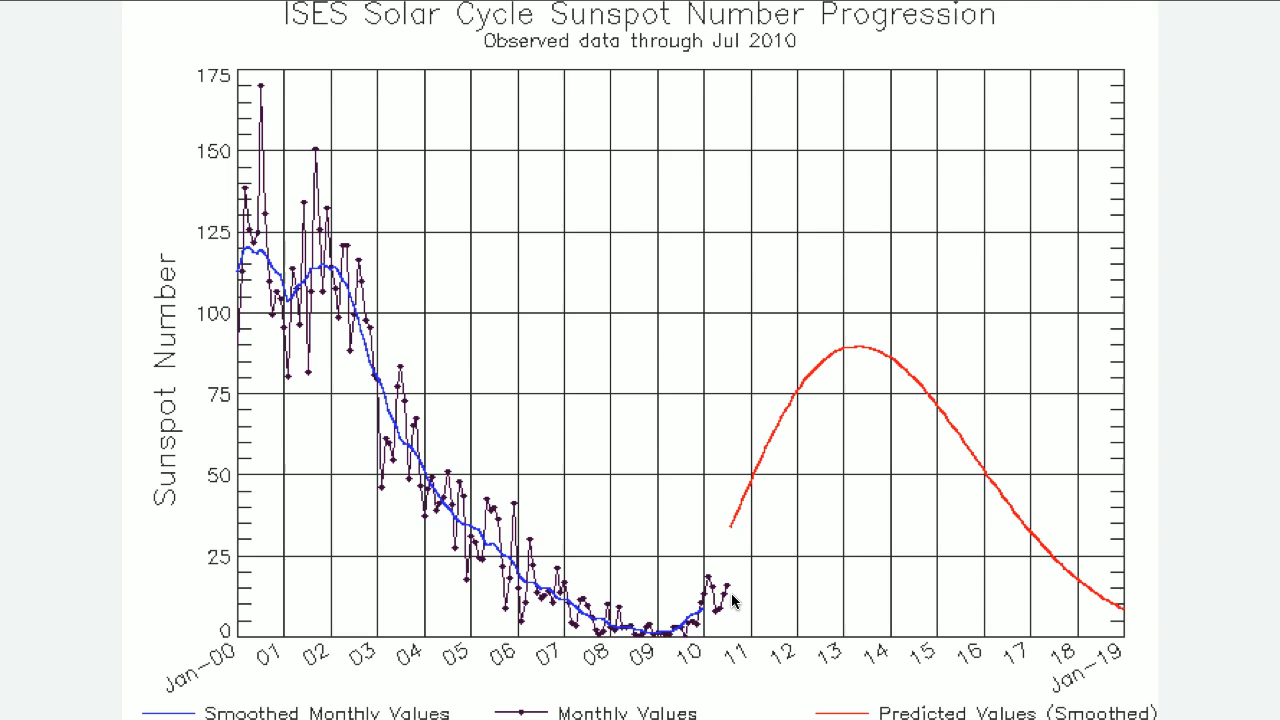 ISES Solar Cycle Sunspot Number Progression
Observed data through Jul 2010
175
150
125
100
75
50
25
0
Sunspot Number
Jan-00 01 02 03 04 05 06 07 08 09 10 11 12 13 14 15 16 17 18 Jan-19
Smoothed Monthly Values Monthly Values Predicted Values (Smoothed)